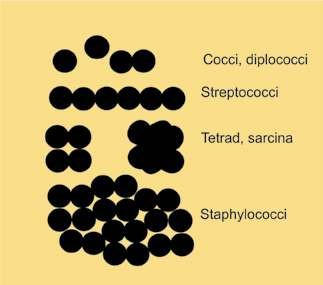 Cocci, diplococci
Streptococci
Tetrad, sarcina
Staphylococci